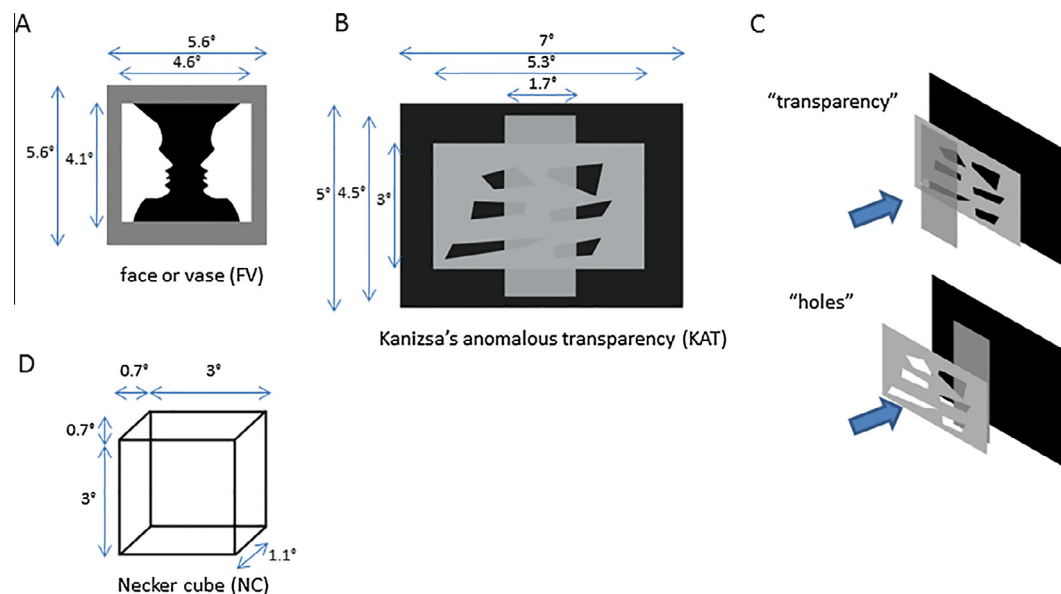 A
5.6°
4.6°
5.6°
4.1°
face or vase (FV)
B
7°
5.3°
1.7°
5°
4.5°
3°
Kanizsa's anomalous transparency (KAT)
C
"transparency"
"holes"
D
0.7°
3°
0.7°
3°
1.1°
Necker cube (NC)